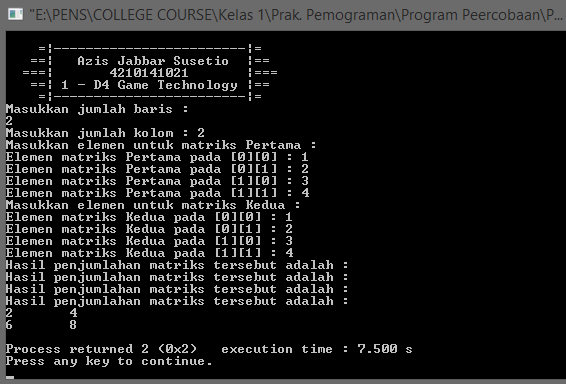 "E:\PENS\COLLEGE COURSE\Kelas 1\Prak. Pemograman\Program Peercobaan\P...
=¦-------------------------¦=
==¦ Azis Jabbar Susetio ¦==
===¦ 4210141021 ¦===
==¦ 1 - D4 Game Technology ¦==
=¦-------------------------¦=
Masukkan jumlah baris :
2
Masukkan jumlah kolom : 2
Masukkan elemen untuk matriks Pertama :
Elemen matriks Pertama pada [0][0] : 1
Elemen matriks Pertama pada [0][1] : 2
Elemen matriks Pertama pada [1][0] : 3
Elemen matriks Pertama pada [1][1] : 4
Masukkan elemen untuk matriks Kedua :
Elemen matriks Kedua pada [0][0] : 1
Elemen matriks Kedua pada [0][1] : 2
Elemen matriks Kedua pada [1][0] : 3
Elemen matriks Kedua pada [1][1] : 4
Hasil penjumlahan matriks tersebut adalah :
Hasil penjumlahan matriks tersebut adalah :
Hasil penjumlahan matriks tersebut adalah :
Hasil penjumlahan matriks tersebut adalah :
2 4
6 8
Process returned 2 (0x2) execution time : 7.500 s
Press any key to continue.